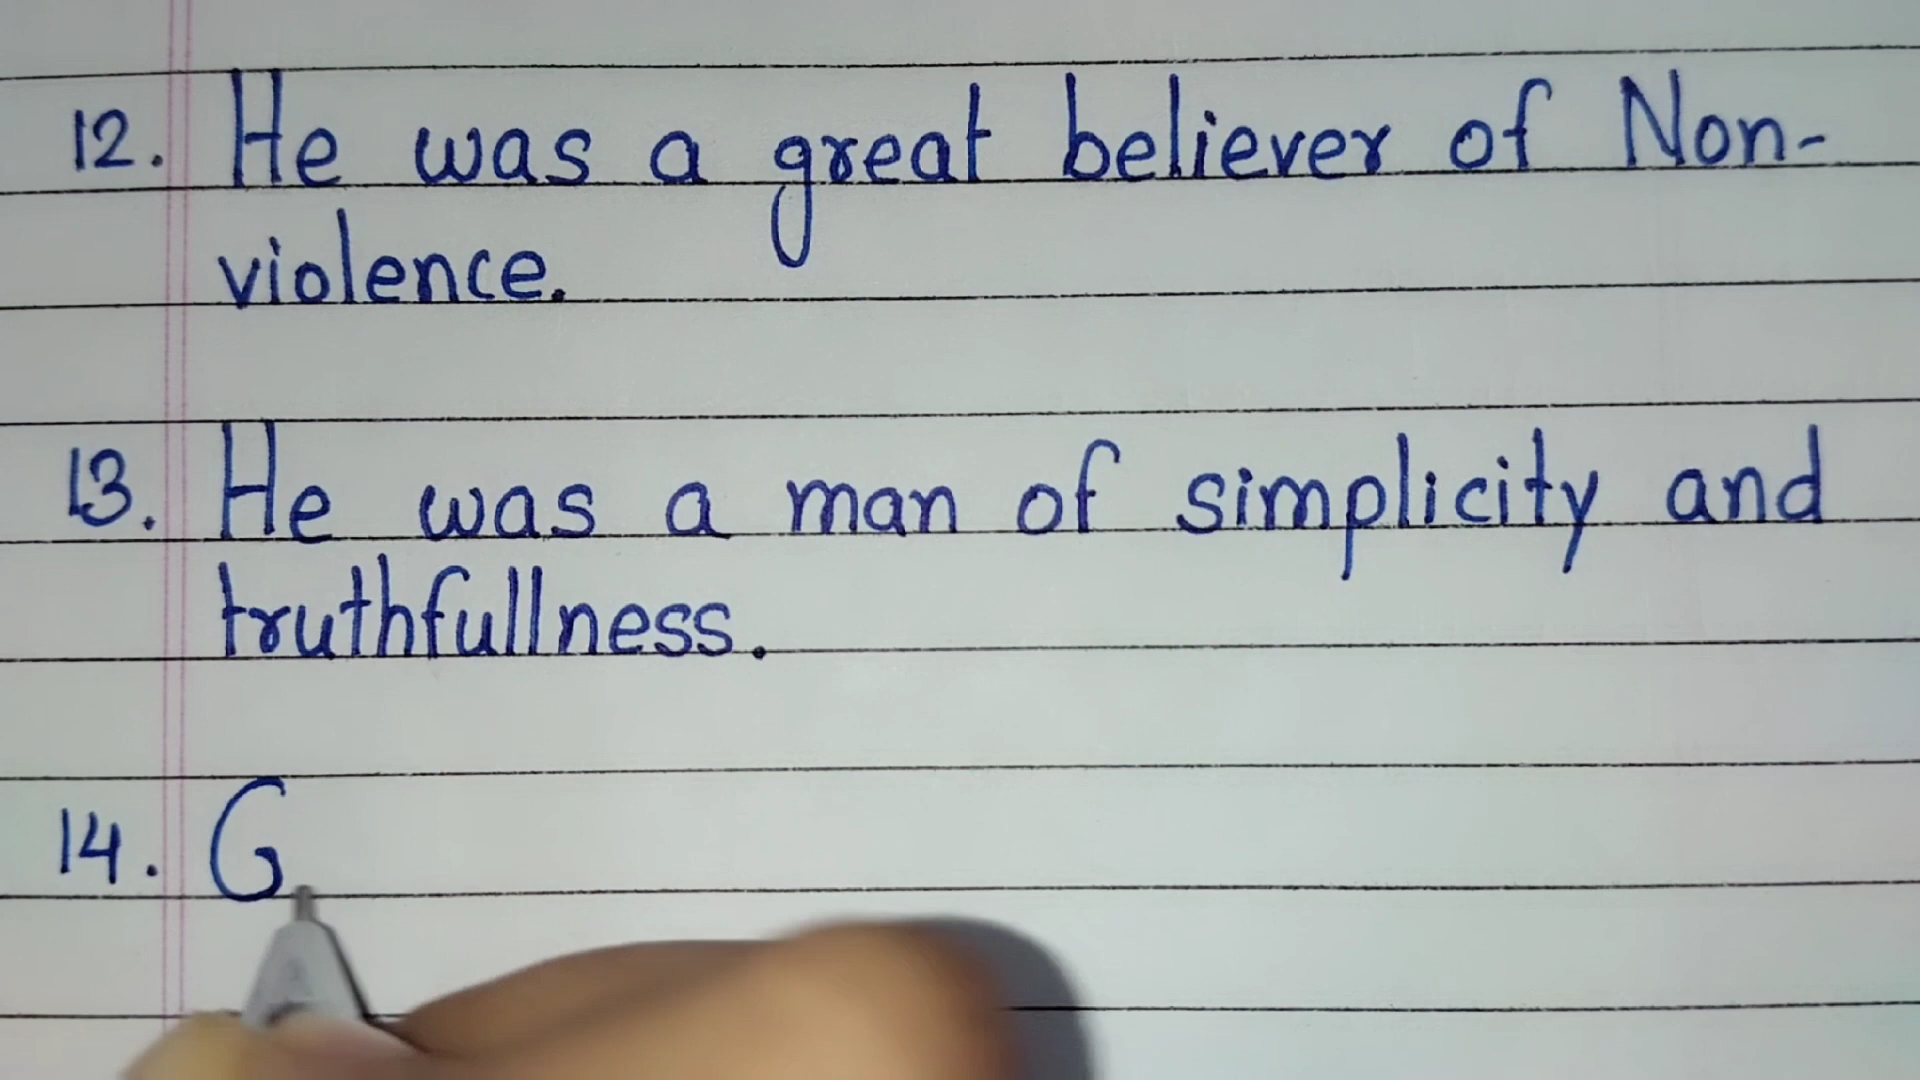 12. He was a great believer of Non-
violence.
13. He was a man of simplicity and
truthfullness.
14. G